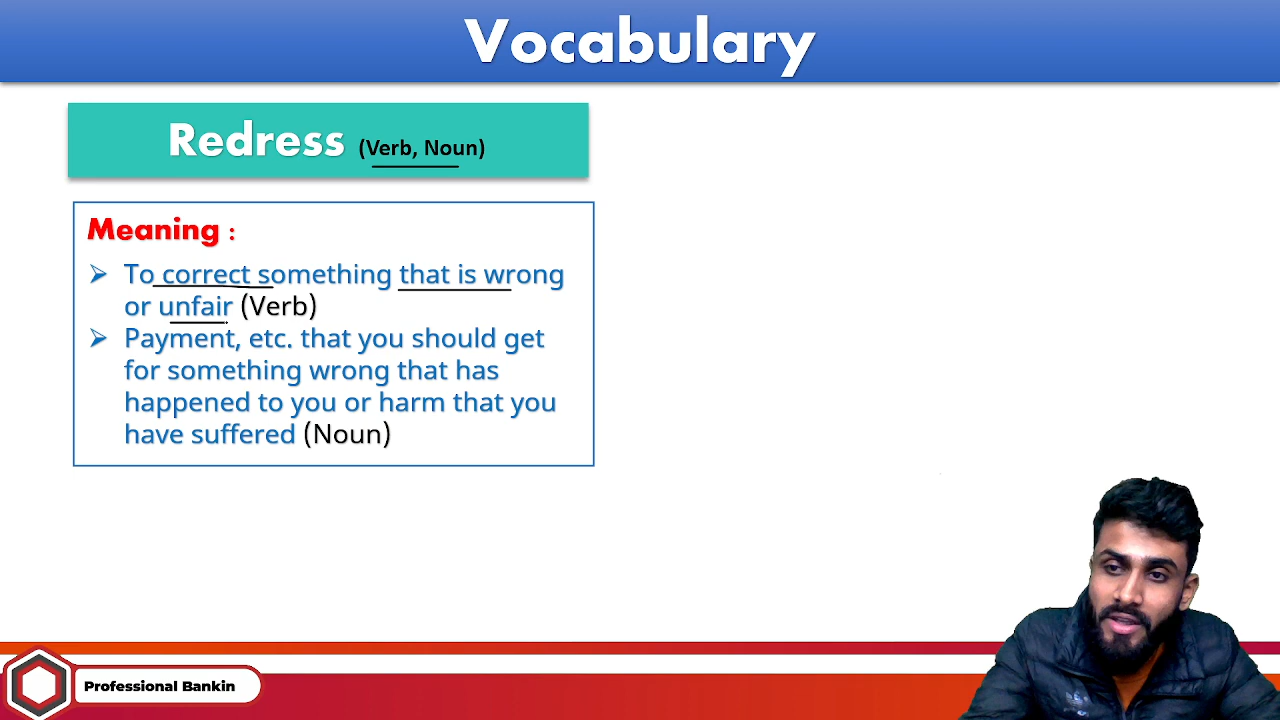 Vocabulary
Redress (Verb, Noun)
Meaning :
To correct something that is wrong
or unfair (Verb)
Payment, etc. that you should get
for something wrong that has
happened to you or harm that you
have suffered (Noun)
Professional Bankin